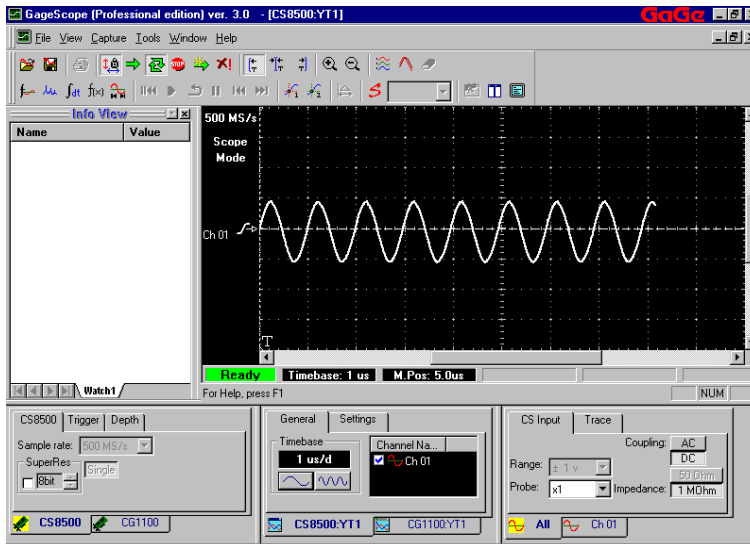 GageScope (Professional edition) ver. 3.0 - [CS8500:YT1]
GaGe
File View Capture Tools Window Help
Info View
Name Value
Watch1
500 MS/s
Scope
Mode
Ch 01
T
Ready Timebase: 1 us M.Pos: 5.0us
For Help, press F1
NUM
CS8500 Trigger Depth
Sample rate: 500 MS/s
SuperRes
8bit
Single
CS8500 CG1100
General Settings
Timebase
1 us/d
Channel Na...
Ch 01
CS8500:YT1 CG1100:YT1
CS Input Trace
Coupling: AC
DC
Range: ± 1 v
50 Ohm
Probe: x1 Impedance: 1 MOhm
All Ch 01